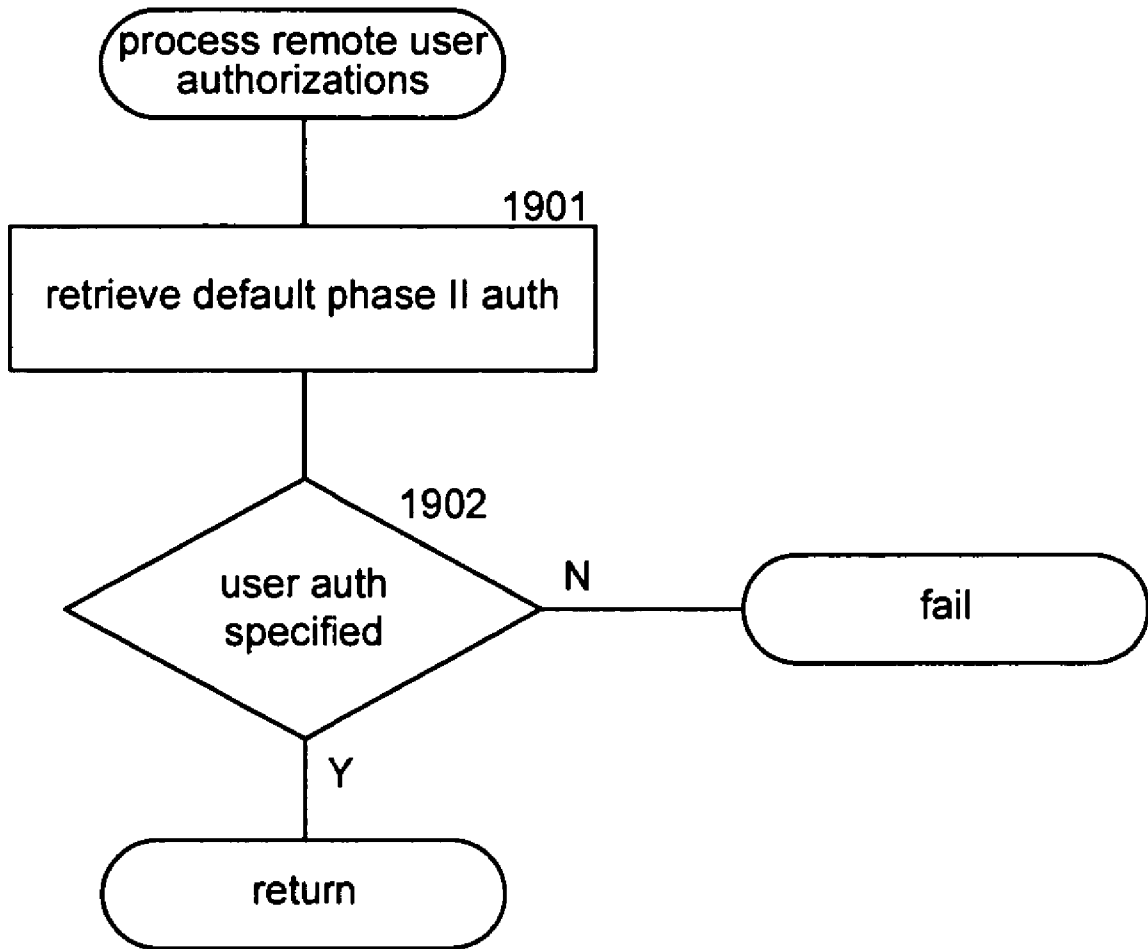 process remote user
authorizations
1901
retrieve default phase II auth
1902
user auth
specified
N
fail
Y
return